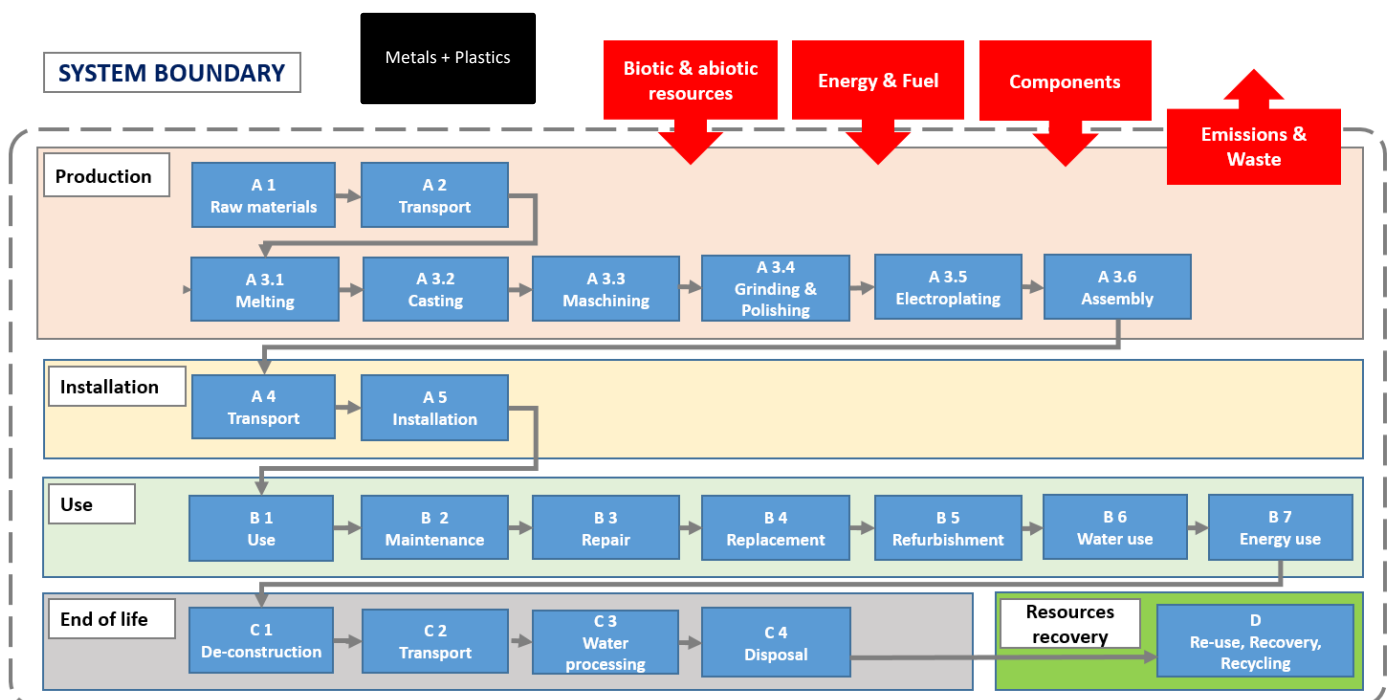 SYSTEM BOUNDARY
Metals + Plastics
Biotic & abiotic
resources
Energy & Fuel
Components
Emissions &
Waste
Production
A 1
Raw materials
A 2
Transport
A 3.1
Melting
A 3.2
Casting
A 3.3
Maschining
A 3.4
Grinding &
Polishing
A 3.5
Electroplating
A 3.6
Assembly
Installation
A 4
Transport
A 5
Installation
Use
B 1
Use
B 2
Maintenance
B 3
Repair
B 4
Replacement
B 5
Refurbishment
B 6
Water use
B 7
Energy use
End of life
C 1
De-construction
C 2
Transport
C 3
Water
processing
C 4
Disposal
Resources
recovery
D
Re-use, Recovery,
Recycling